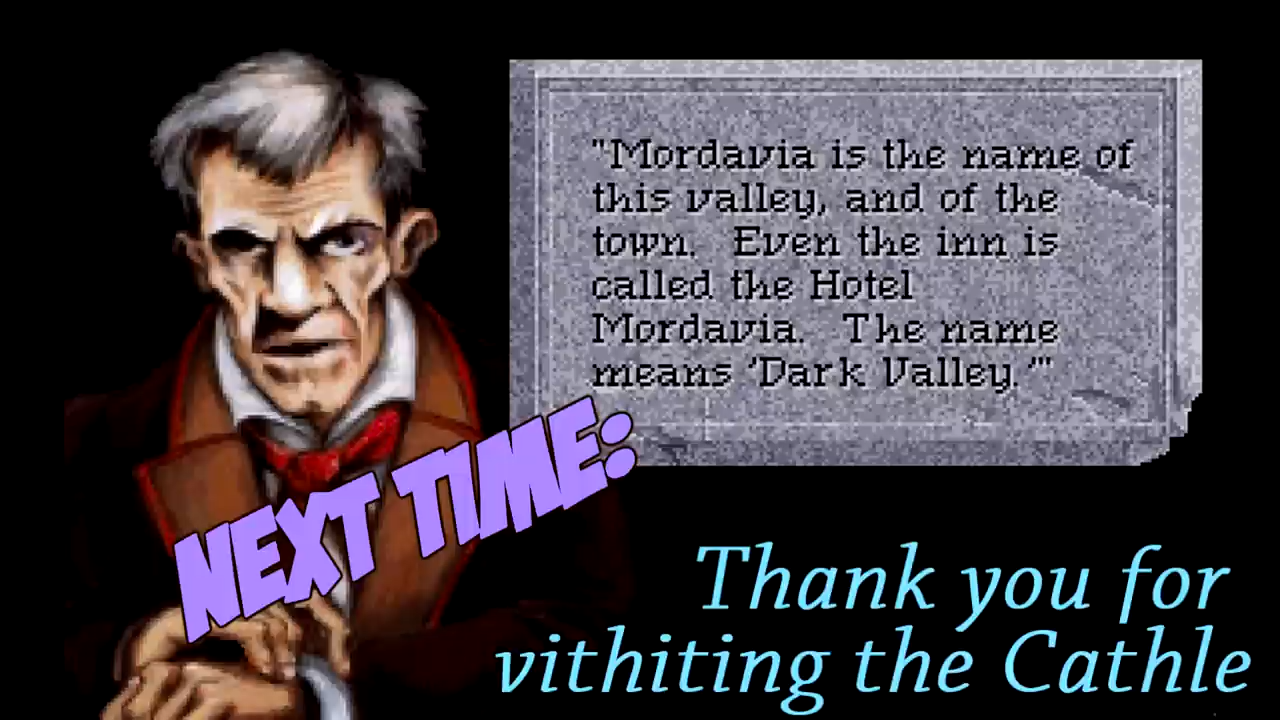 "Mordavia is the name of
this valley, and of the
town. Even the inn is
called the Hotel
Mordavia. The name
means 'Dark Valley.'"
NEXT TIME:
Thank you for
vithiting the Cathle